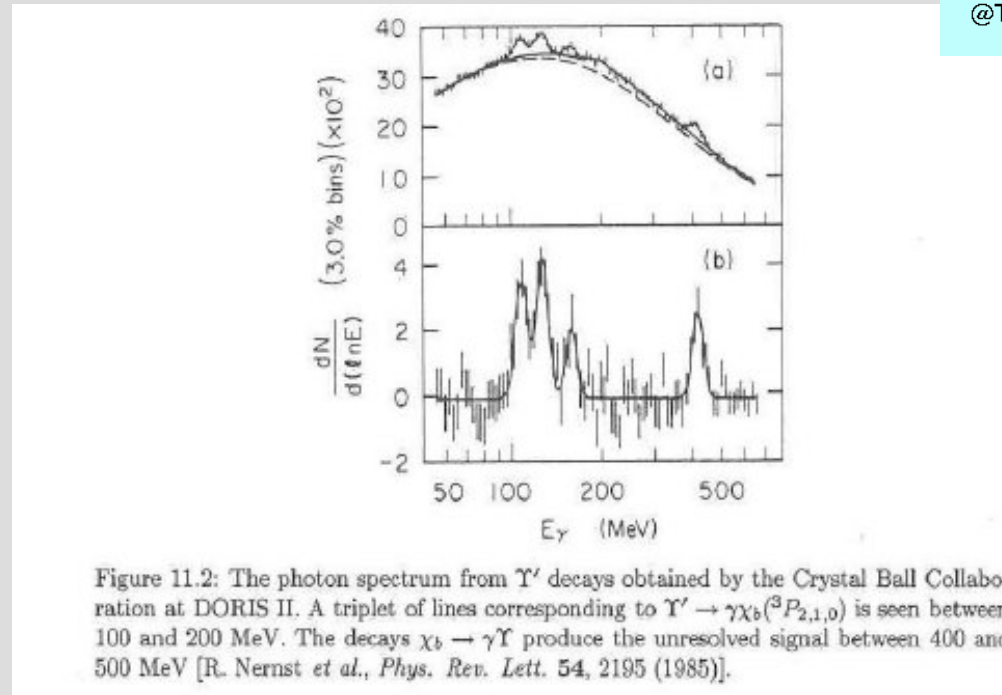 @T
40
30
20
10
0
(a)
(3.0% bins) (×10²)
4
2
0
-2
(b)
dN
d(ℓnE)
50 100 200 500
Eγ (MeV)
Figure 11.2: The photon spectrum from Υ′ decays obtained by the Crystal Ball Collabo
ration at DORIS II. A triplet of lines corresponding to Υ′ → γχb(³P2,1,0) is seen between
100 and 200 MeV. The decays χb → γΥ produce the unresolved signal between 400 and
500 MeV [R. Nernst et al., Phys. Rev. Lett. 54, 2195 (1985)].